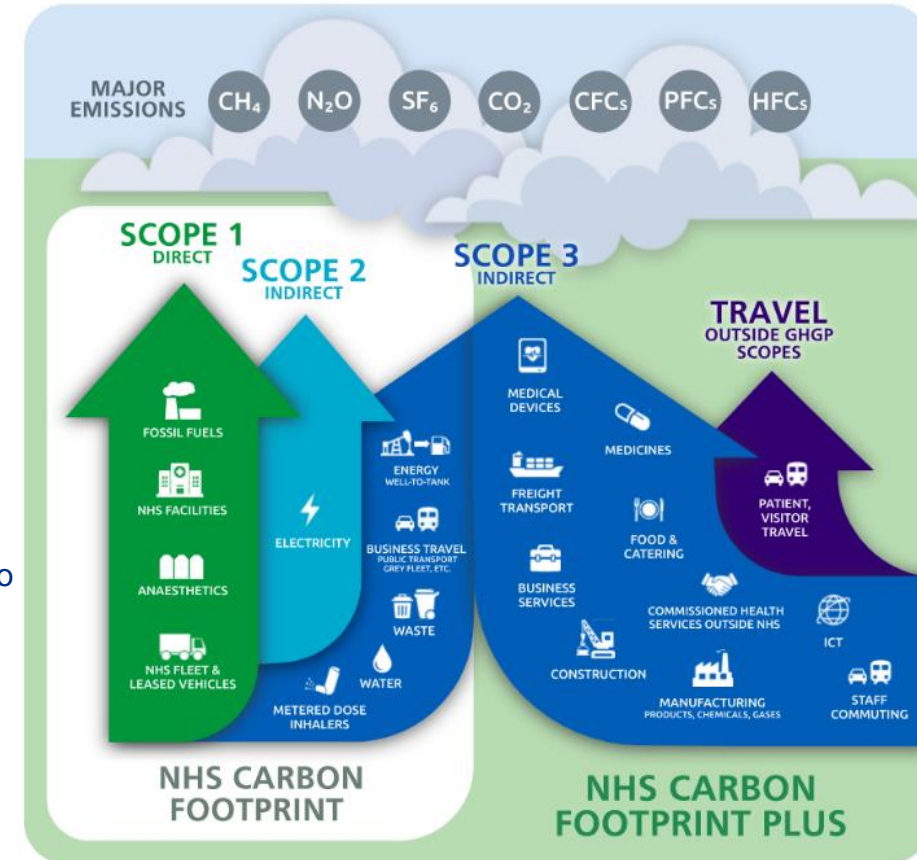 MAJOR
EMISSIONS
CH₄
N₂O
SF₆
CO₂
CFCs
PFCs
HFCs
SCOPE 1
DIRECT
SCOPE 2
INDIRECT
SCOPE 3
INDIRECT
TRAVEL
OUTSIDE GHGP
SCOPES
FOSSIL FUELS
NHS FACILITIES
ANAESTHETICS
NHS FLEET &
LEASED VEHICLES
ELECTRICITY
ENERGY
WELL-TO-TANK
BUSINESS TRAVEL
PUBLIC TRANSPORT
GREY FLEET, ETC.
WASTE
WATER
METERED DOSE
INHALERS
MEDICAL
DEVICES
MEDICINES
FREIGHT
TRANSPORT
FOOD &
CATERING
BUSINESS
SERVICES
COMMISSIONED HEALTH
SERVICES OUTSIDE NHS
CONSTRUCTION
MANUFACTURING
PRODUCTS, CHEMICALS, GASES
ICT
STAFF
COMMUTING
PATIENT,
VISITOR
TRAVEL
o
NHS CARBON
FOOTPRINT
NHS CARBON
FOOTPRINT PLUS